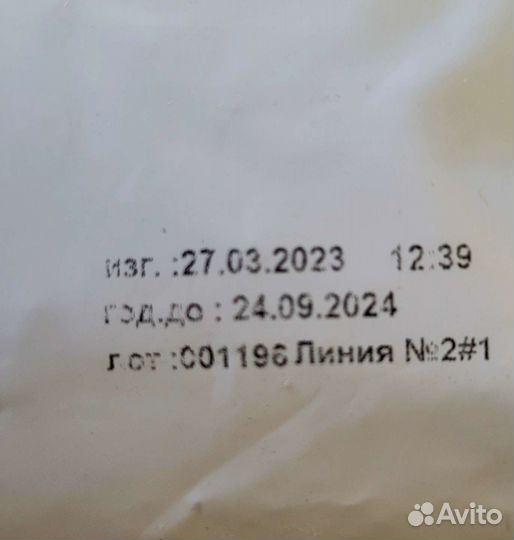 изг. :27.03.2023 12:39
год.до : 24.09.2024
лот :001196 Линия №2#1
Avito